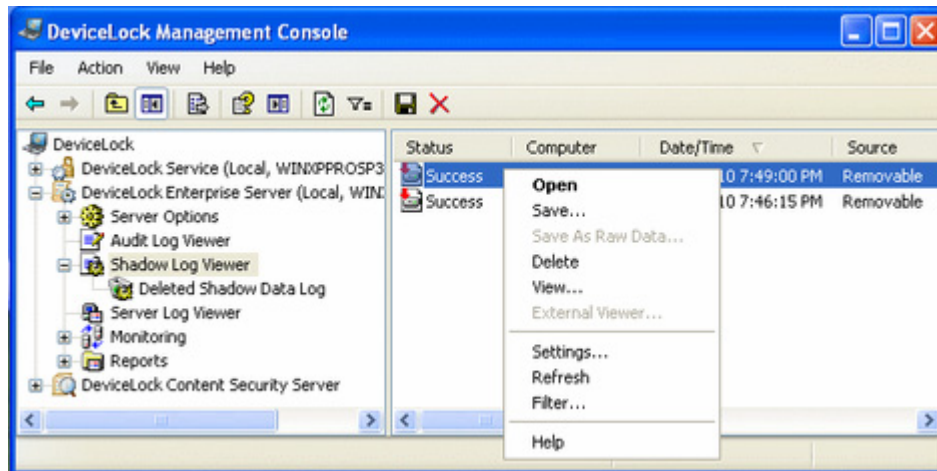 DeviceLock Management Console
File Action View Help
DeviceLock
DeviceLock Service (Local, WINXPPROSP3
DeviceLock Enterprise Server (Local, WIN
Server Options
Audit Log Viewer
Shadow Log Viewer
Deleted Shadow Data Log
Server Log Viewer
Monitoring
Reports
DeviceLock Content Security Server
Status Computer Date/Time Source
Success 10 7:49:00 PM Removable
Success 10 7:46:15 PM Removable
Open
Save...
Save As Raw Data...
Delete
View...
External Viewer...
Settings...
Refresh
Filter...
Help